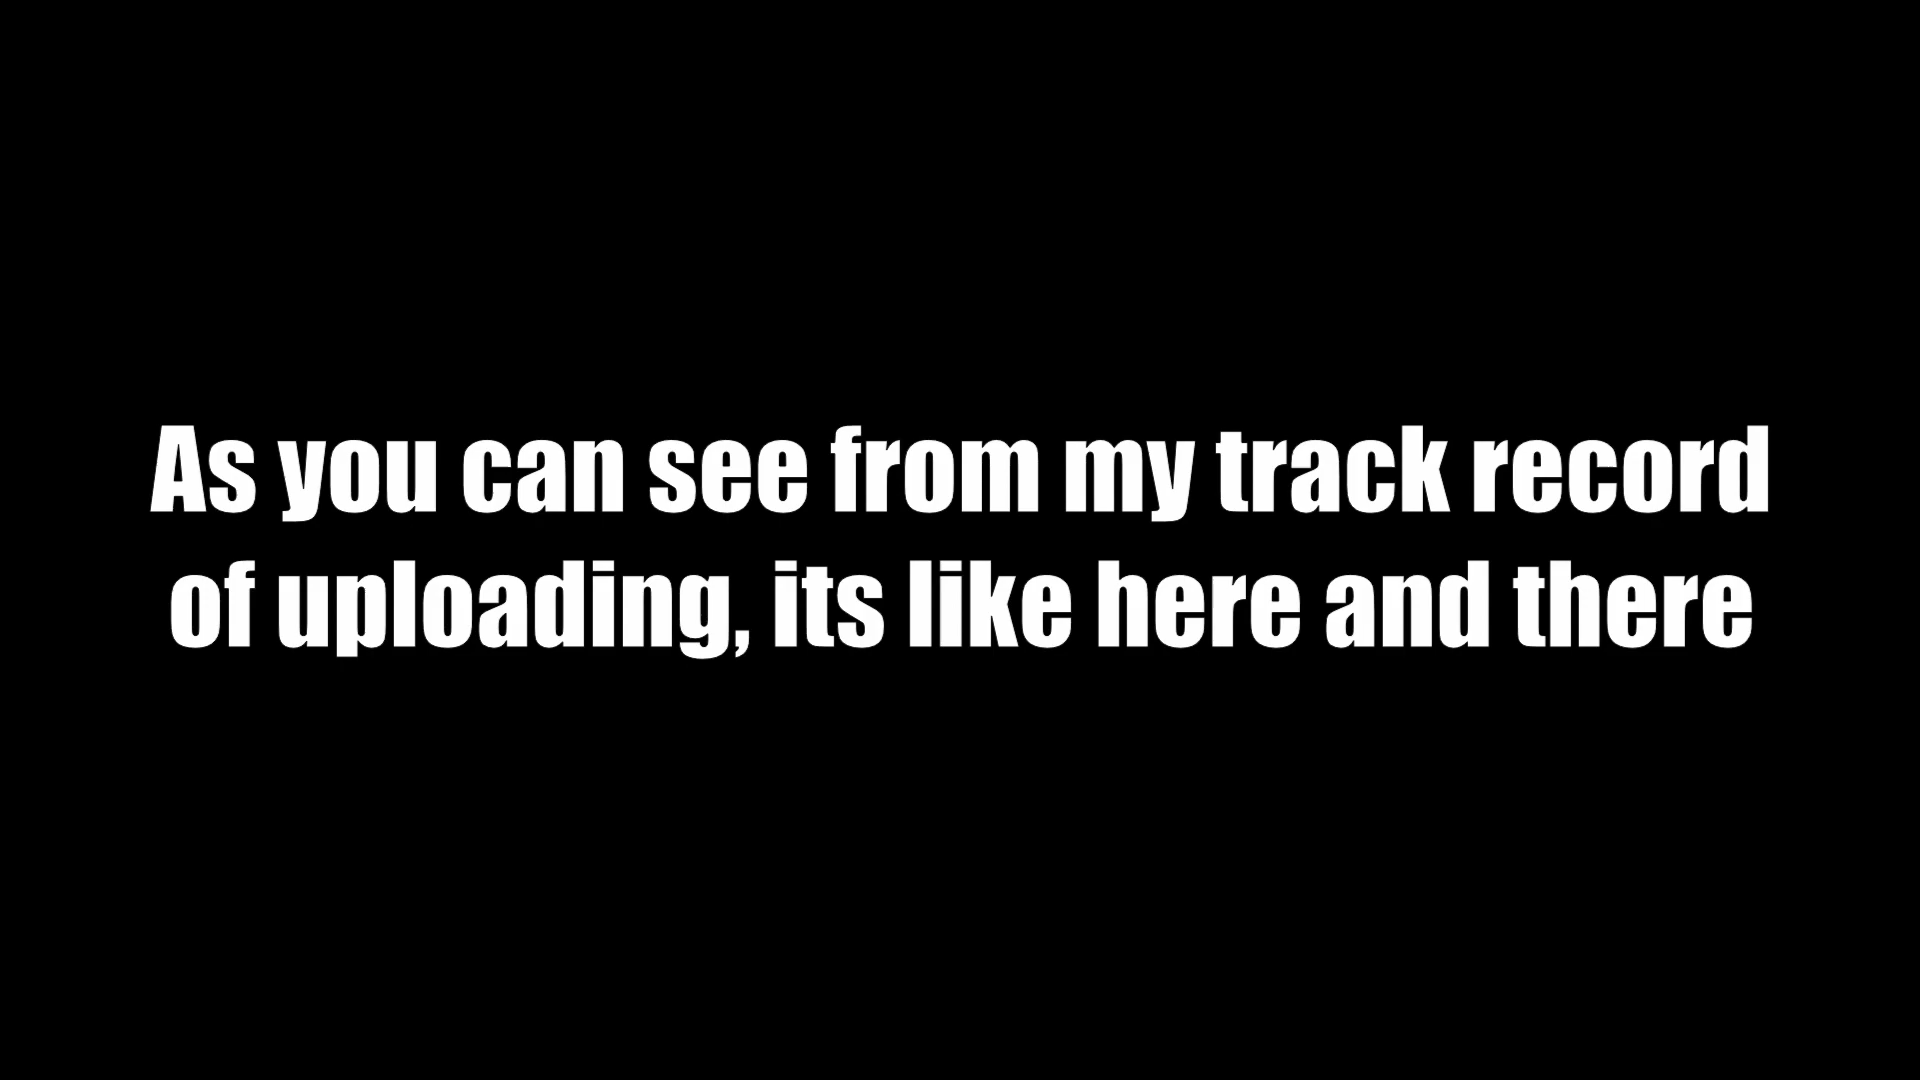 As you can see from my track record
of uploading, its like here and there